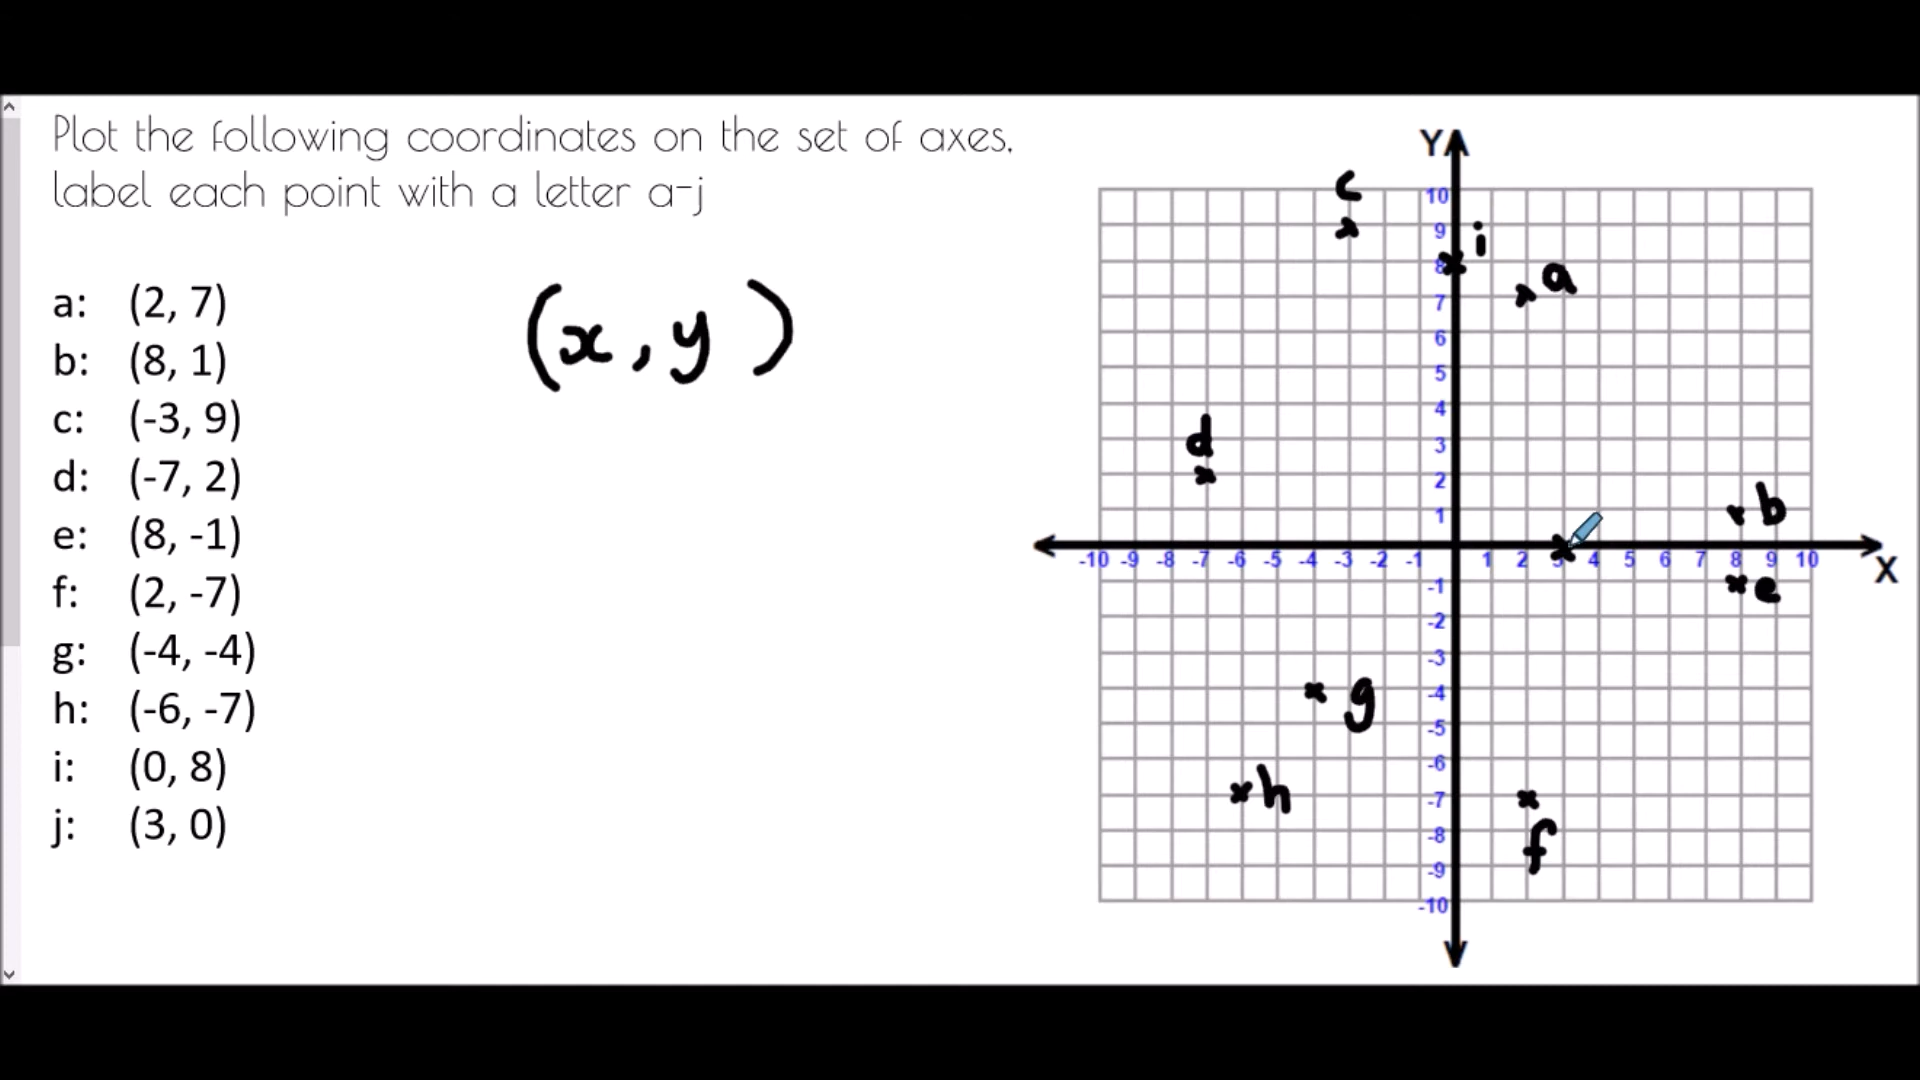 Plot the following coordinates on the set of axes,
label each point with a letter a-j
a: (2, 7)
b: (8, 1)
c: (-3, 9)
d: (-7, 2)
e: (8, -1)
f: (2, -7)
g: (-4, -4)
h: (-6, -7)
i: (0, 8)
j: (3, 0)
(x, y)
Y
c
10
9
i
8
a
7
6
5
4
d
3
2
1
b
-10 -9 -8 -7 -6 -5 -4 -3 -2 -1 1 2 3 4 5 6 7 8 9 10
X
-1
e
-2
-3
-4
g
-5
-6
h
-7
-8
f
-9
-10